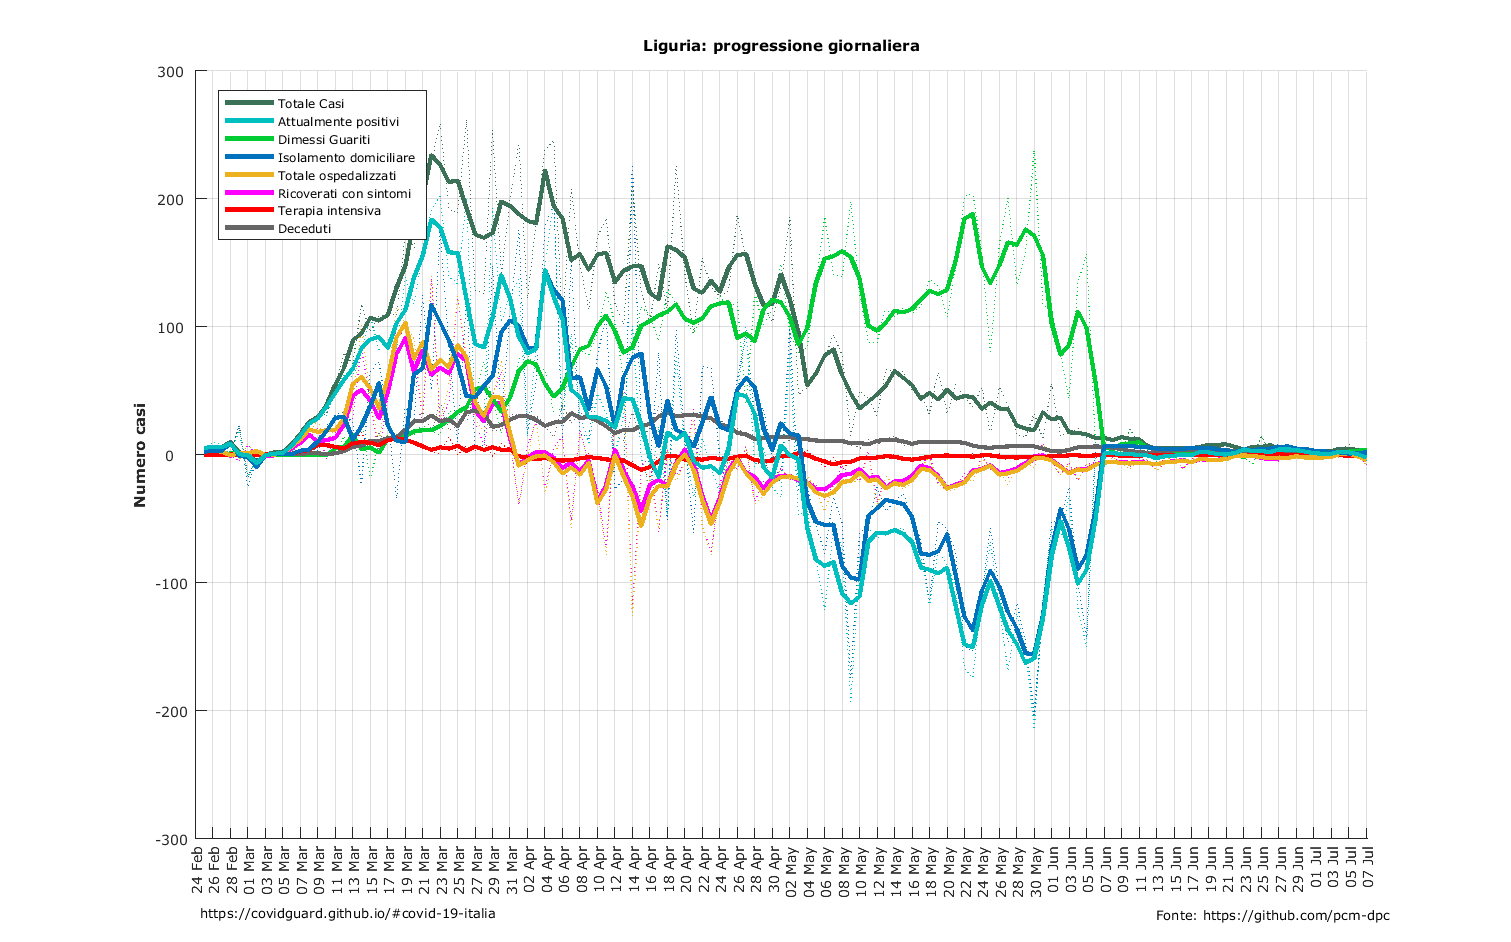 Liguria: progressione giornaliera
300
200
100
0
-100
-200
-300
Numero casi
Totale Casi
Attualmente positivi
Dimessi Guariti
Isolamento domiciliare
Totale ospedalizzati
Ricoverati con sintomi
Terapia intensiva
Deceduti
24 Feb
26 Feb
28 Feb
01 Mar
03 Mar
05 Mar
07 Mar
09 Mar
11 Mar
13 Mar
15 Mar
17 Mar
19 Mar
21 Mar
23 Mar
25 Mar
27 Mar
29 Mar
31 Mar
02 Apr
04 Apr
06 Apr
08 Apr
10 Apr
12 Apr
14 Apr
16 Apr
18 Apr
20 Apr
22 Apr
24 Apr
26 Apr
28 Apr
30 Apr
02 May
04 May
06 May
08 May
10 May
12 May
14 May
16 May
18 May
20 May
22 May
24 May
26 May
28 May
30 May
01 Jun
03 Jun
05 Jun
07 Jun
09 Jun
11 Jun
13 Jun
15 Jun
17 Jun
19 Jun
21 Jun
23 Jun
25 Jun
27 Jun
29 Jun
01 Jul
03 Jul
05 Jul
07 Jul
https://covidguard.github.io/#covid-19-italia
Fonte: https://github.com/pcm-dpc